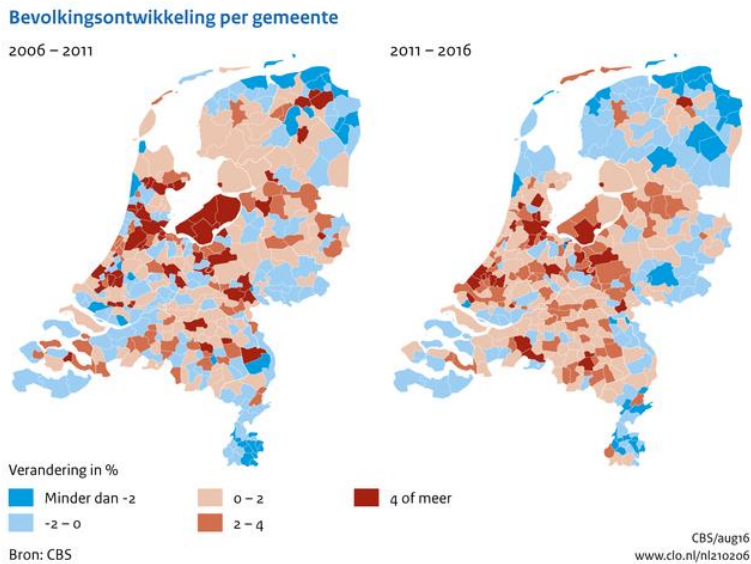 Bevolkingsontwikkeling per gemeente
2006 – 2011
2011 – 2016
Verandering in %
Minder dan -2
-2 – 0
0 – 2
2 – 4
4 of meer
Bron: CBS
CBS/aug16
www.clo.nl/nl210206